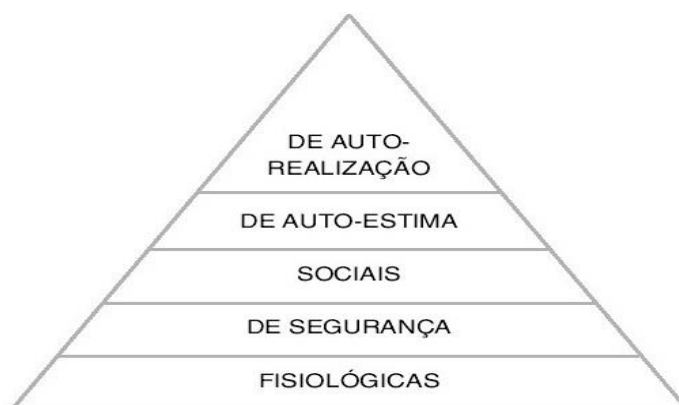 DE AUTO-
REALIZAÇÃO
DE AUTO-ESTIMA
SOCIAIS
DE SEGURANÇA
FISIOLÓGICAS